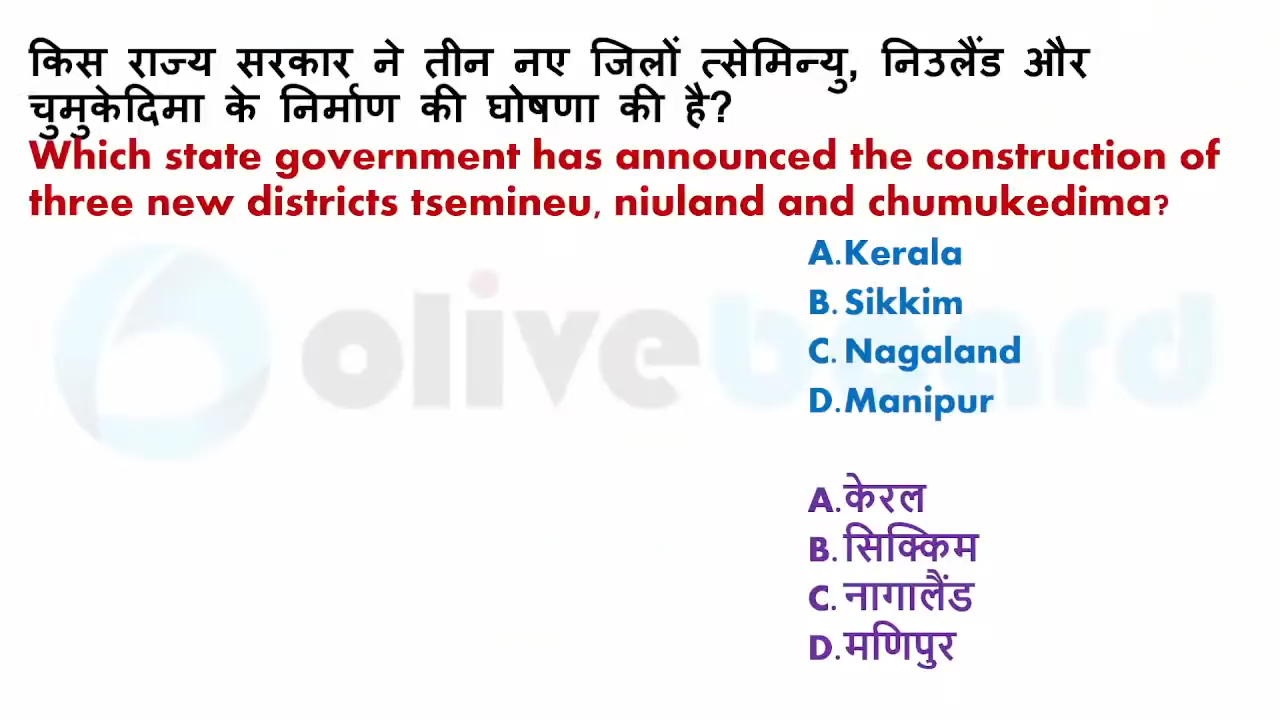 किस राज्य सरकार ने तीन नए जिलों त्सेमिन्यु, निउलैंड और
चुमुकेदिमा के निर्माण की घोषणा की है?
Which state government has announced the construction of
three new districts tsemineu, niuland and chumukedima?
A.Kerala
B. Sikkim
C. Nagaland
D.Manipur
oliveboard
A.केरल
B. सिक्किम
C. नागालैंड
D.मणिपुर